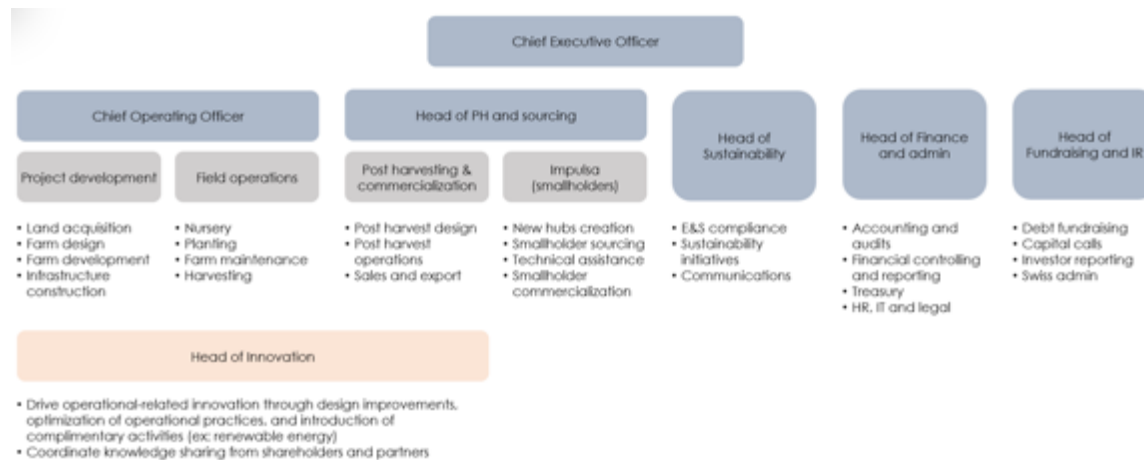 Chief Executive Officer
Chief Operating Officer
Head of PH and sourcing
Head of
Sustainability
Head of Finance
and admin
Head of
Fundraising and IR
Project development
Field operations
Post harvesting &
commercialization
Impulsa
(smallholders)
• Land acquisition
• Farm design
• Farm development
• Infrastructure
construction
• Nursery
• Planting
• Farm maintenance
• Harvesting
• Post harvest design
• Post harvest
operations
• Sales and export
• New hubs creation
• Smallholder sourcing
• Technical assistance
• Smallholder
commercialization
• E&S compliance
• Sustainability
initiatives
• Communications
• Accounting and
audits
• Financial controlling
and reporting
• Treasury
• HR, IT and legal
• Debt fundraising
• Capital calls
• Investor reporting
• Swiss admin
Head of Innovation
• Drive operational-related innovation through design improvements,
optimization of operational practices, and introduction of
complimentary activities (ex: renewable energy)
• Coordinate knowledge sharing from shareholders and partners